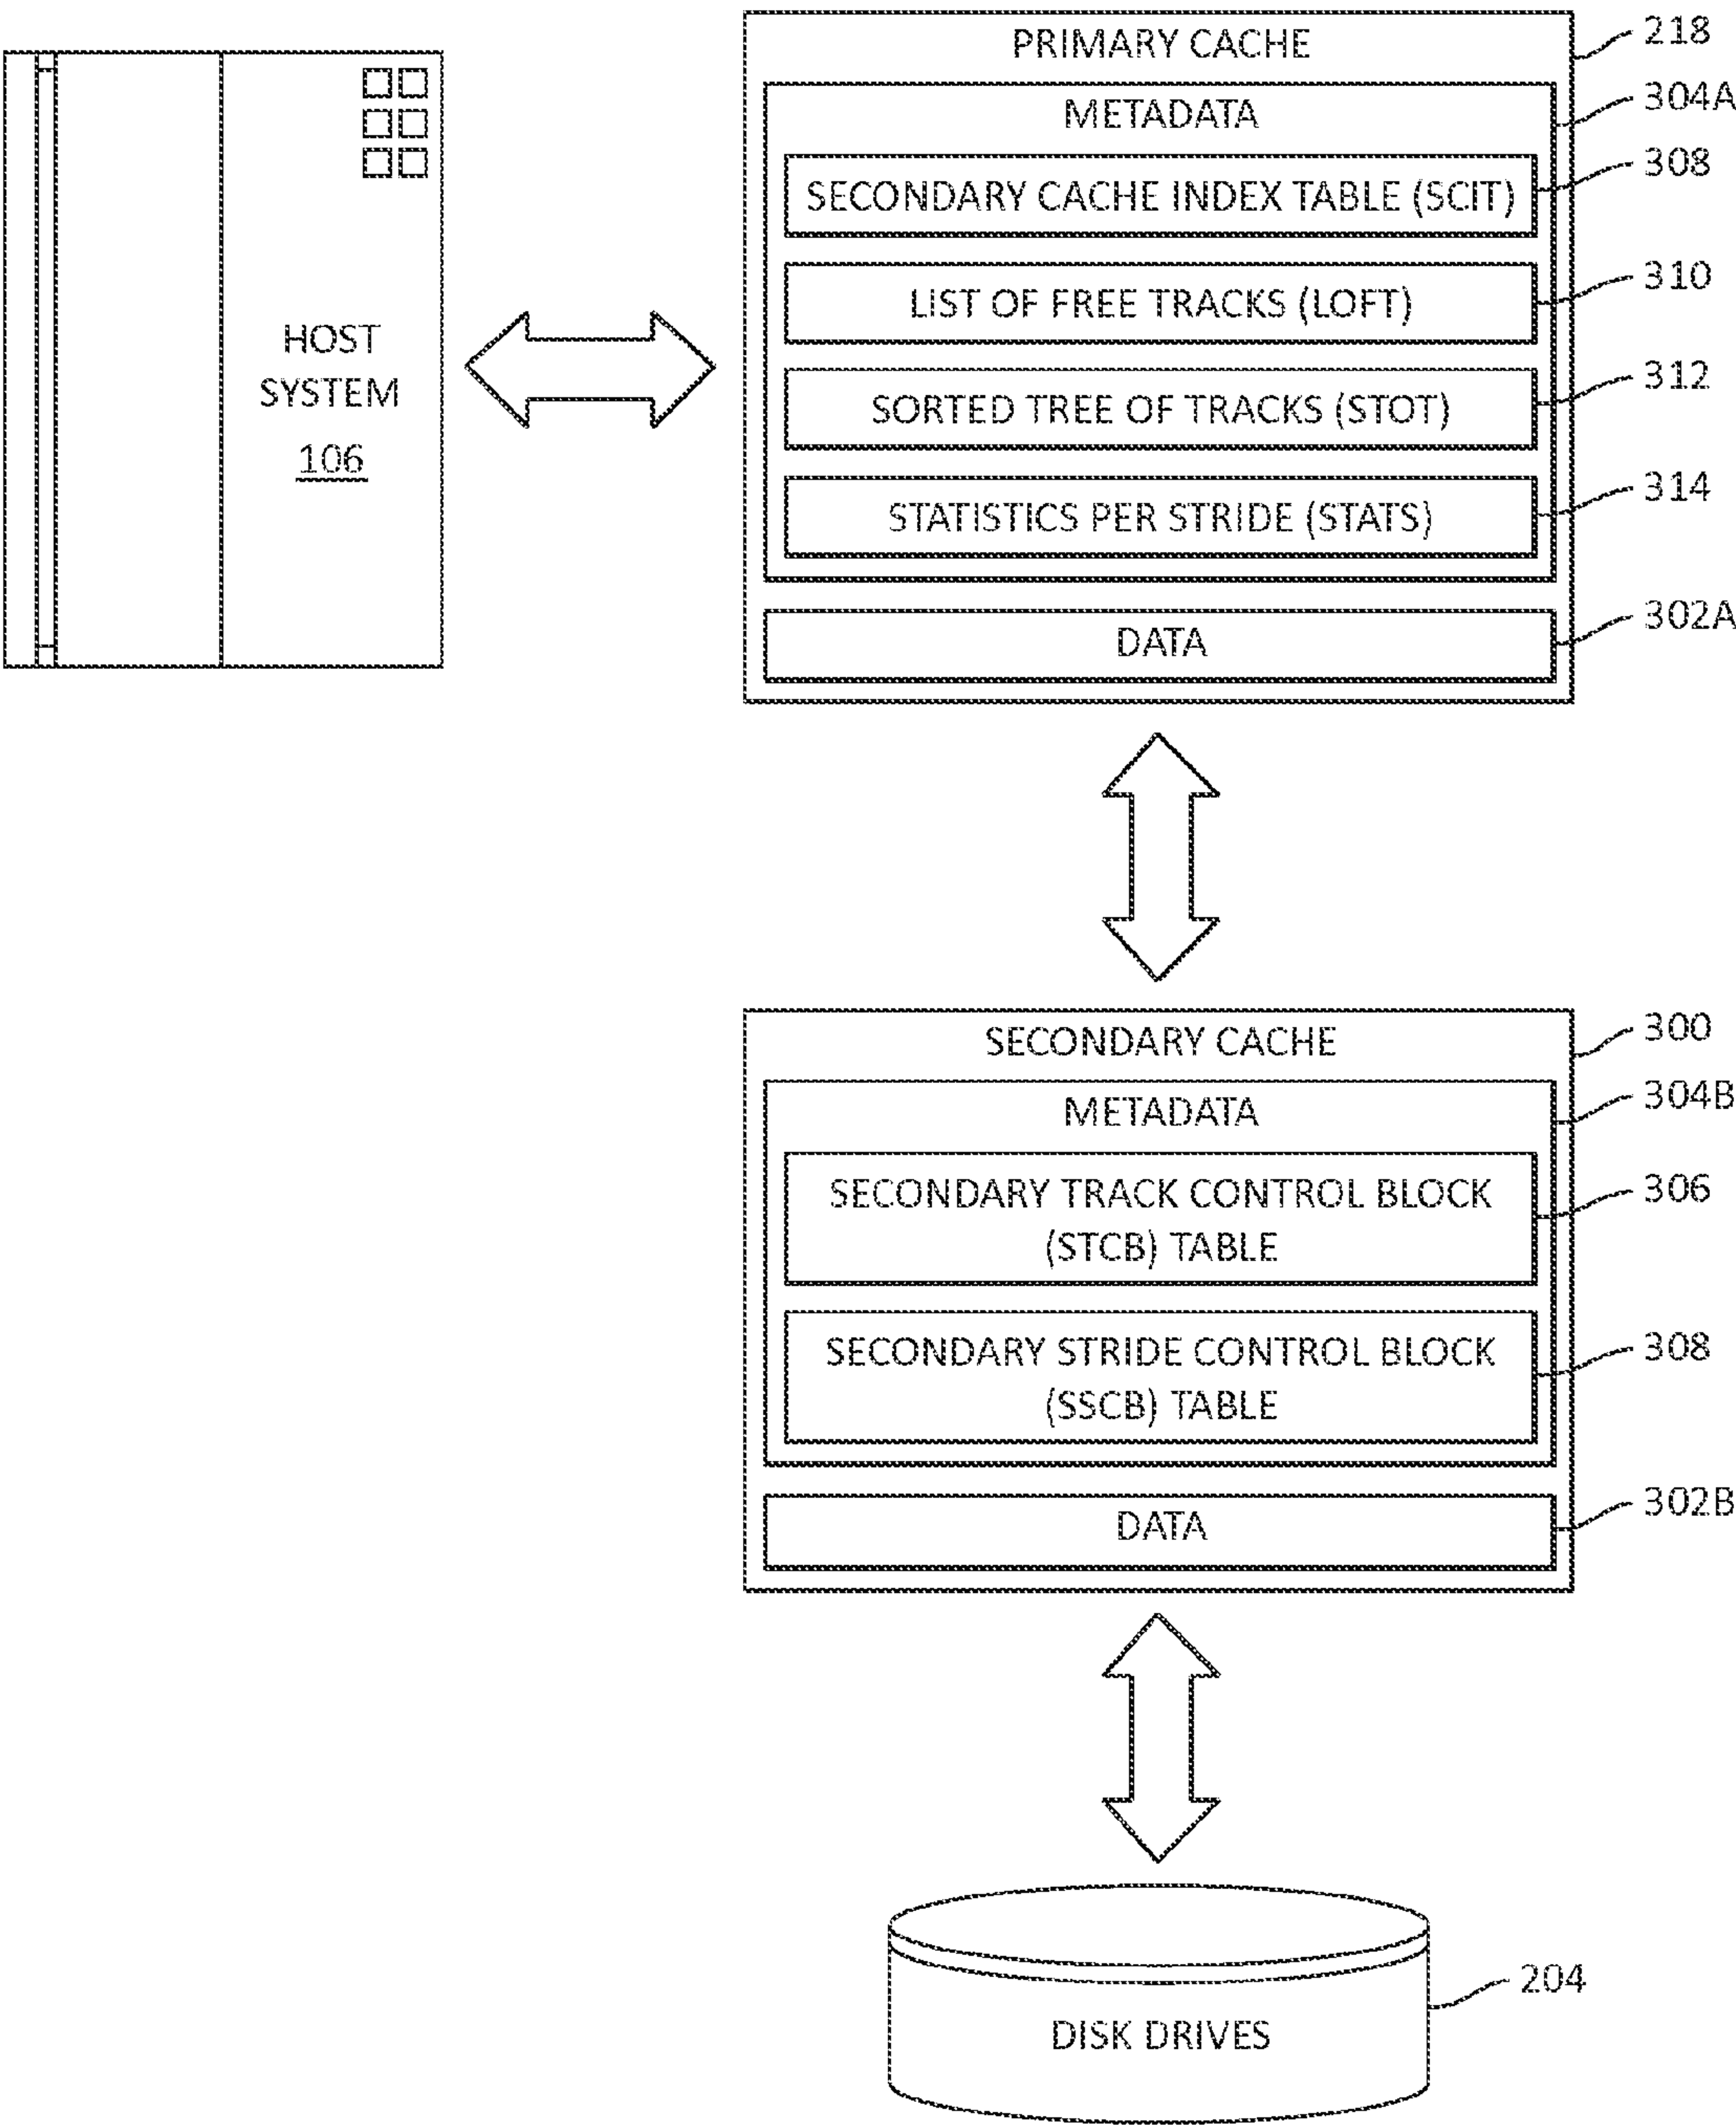 PRIMARY CACHE
218
METADATA
304A
SECONDARY CACHE INDEX TABLE (SCIT)
308
LIST OF FREE TRACKS (LOFT)
310
SORTED TREE OF TRACKS (STOT)
312
STATISTICS PER STRIDE (STATS)
314
DATA
302A
HOST
SYSTEM
106
SECONDARY CACHE
300
METADATA
304B
SECONDARY TRACK CONTROL BLOCK
(STCB) TABLE
306
SECONDARY STRIDE CONTROL BLOCK
(SSCB) TABLE
308
DATA
302B
DISK DRIVES
204